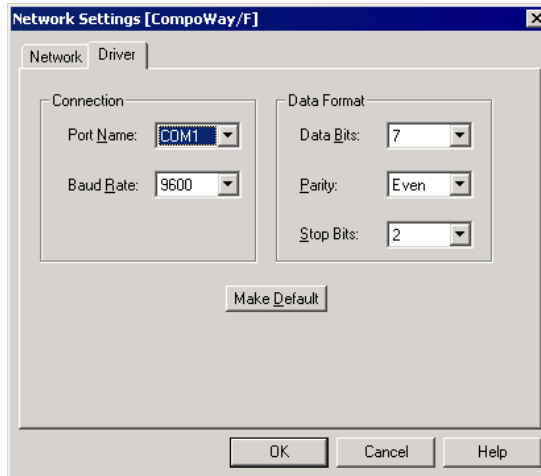 Network Settings [CompoWay/F]
Network Driver
Connection
Port Name: COM1
Baud Rate: 9600
Data Format
Data Bits: 7
Parity: Even
Stop Bits: 2
Make Default
OK Cancel Help